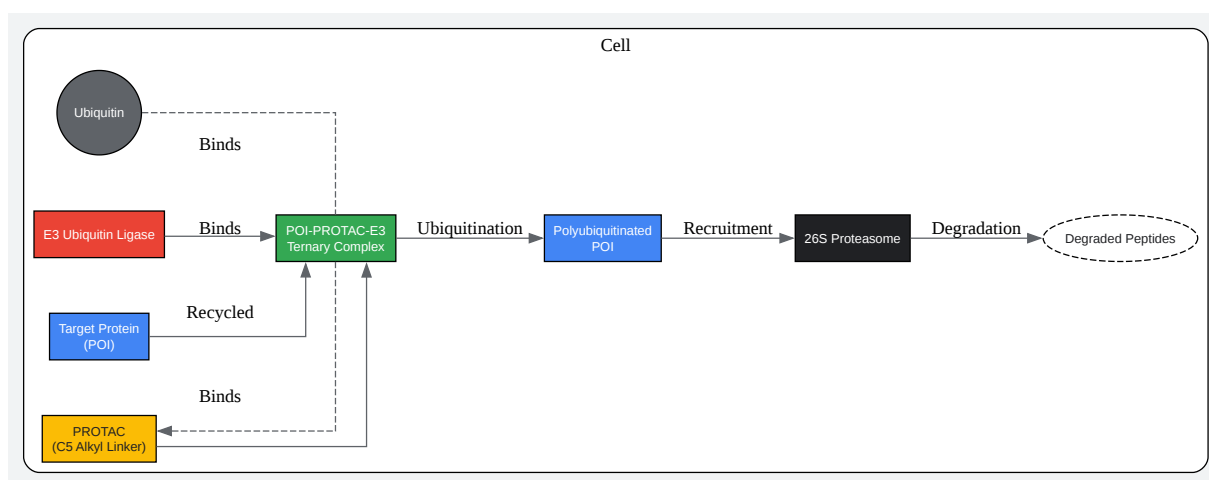 Cell
Ubiquitin
Binds
E3 Ubiquitin Ligase
Binds
POI-PROTAC-E3
Ternary Complex
Ubiquitination
Polyubiquitinated
POI
Recruitment
26S Proteasome
Degradation
Degraded Peptides
Recycled
Target Protein
(POI)
Binds
PROTAC
(C5 Alkyl Linker)